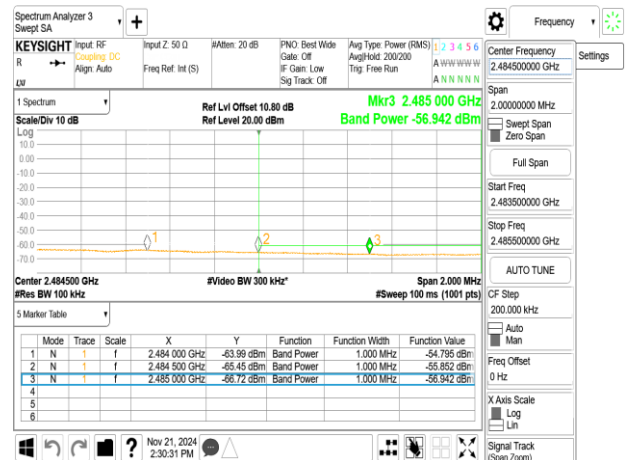 Spectrum Analyzer 3
Swept SA
Frequency
KEYSIGHT
R
LXI
Input: RF
Coupling: DC
Align: Auto
Input Z: 50 Ω
Freq Ref: Int (S)
#Atten: 20 dB
PNO: Best Wide
Gate: Off
IF Gain: Low
Sig Track: Off
Avg Type: Power (RMS)
Avg|Hold: 200/200
Trig: Free Run
1 2 3 4 5 6
A W W W W W
A N N N N N
Center Frequency
2.484500000 GHz
Settings
Span
2.00000000 MHz
Swept Span
Zero Span
Full Span
Start Freq
2.483500000 GHz
Stop Freq
2.485500000 GHz
AUTO TUNE
CF Step
200.000 kHz
Auto
Man
Freq Offset
0 Hz
X Axis Scale
Log
Lin
Signal Track
(Span Zoom)
1 Spectrum
Scale/Div 10 dB
Ref Lvl Offset 10.80 dB
Ref Level 20.00 dBm
Mkr3 2.485 000 GHz
Band Power -56.942 dBm
Log
10.0
0.00
-10.0
-20.0
-30.0
-40.0
-50.0
-60.0
-70.0
1
2
3
Center 2.484500 GHz
#Video BW 300 kHz*
Span 2.000 MHz
#Res BW 100 kHz
#Sweep 100 ms (1001 pts)
5 Marker Table
Mode Trace Scale X Y Function Function Width Function Value
1 N 1 f 2.484 000 GHz -63.99 dBm Band Power 1.000 MHz -54.795 dBm
2 N 1 f 2.484 500 GHz -65.45 dBm Band Power 1.000 MHz -55.852 dBm
3 N 1 f 2.485 000 GHz -66.72 dBm Band Power 1.000 MHz -56.942 dBm
4
5
6
?
Nov 21, 2024
2:30:31 PM